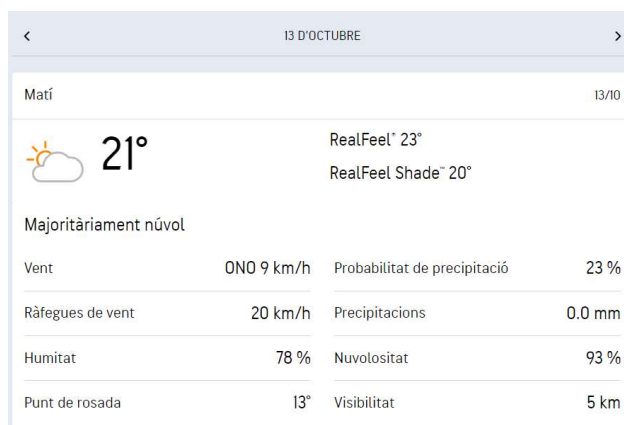 13 D'OCTUBRE
Matí 13/10
21°
RealFeel® 23°
RealFeel Shade™ 20°
Majoritàriament núvol
Vent ONO 9 km/h Probabilitat de precipitació 23 %
Ràfegues de vent 20 km/h Precipitacions 0.0 mm
Humitat 78 % Nuvolositat 93 %
Punt de rosada 13° Visibilitat 5 km